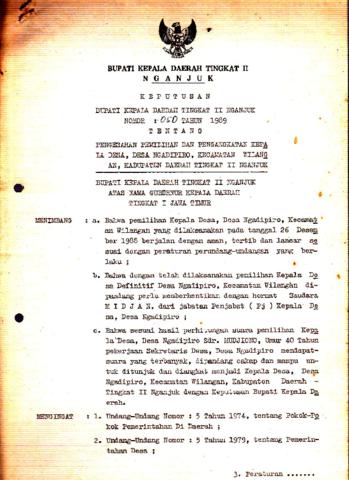 BUPATI KEPALA DAERAH TINGKAT II
N G A N J U K
K E P U T U S A N
BUPATI KEPALA DAERAH TINGKAT II NGANJUK
NOMOR : 050 TAHUN 1989
T E N T A N G
PENGESAHAN PEMILIHAN DAN PENGANGKATAN KEPA
LA DESA, DESA NGADIPIRO, KECAMATAN WILANG
AN, KABUPATEN DAERAH TINGKAT II NGANJUK
BUPATI KEPALA DAERAH TINGKAT II NGANJUK
ATAS NAMA GUBERNUR KEPALA DAERAH
TINGKAT I JAWA TIMUR
MENIMBANG : a. Bahwa pemilihan Kepala Desa, Desa Ngadipiro, Kecamat
an Wilangan yang dilaksanakan pada tanggal 26 Desem
ber 1988 berjalan dengan aman, tertib dan lancar se
suai dengan peraturan perundang-undangan yang ber-
laku ;
b. Bahwa dengan telah dilaksanakan pemilihan Kepala De
sa Definitif Desa Ngadipiro, Kecamatan Wilangan di-
pandang perlu memberhentikan dengan hormat Saudara
M I D J A N, dari jabatan Penjabat ( Pj ) Kepala De
sa, Desa Ngadipiro ;
c. Bahwa sesuai hasil perhitungan suara pemilihan Kepa
la Desa, Desa Ngadipiro Sdr. MUDJIONO, Umur 40 Tahun
pekerjaan Sekretaris Desa, Desa Ngadipiro mendapat-
suara yang terbanyak, dipandang cakap dan mampu un-
tuk ditunjuk dan diangkat menjadi Kepala Desa, Desa
Ngadipiro, Kecamatan Wilangan, Kabupaten Daerah -
Tingkat II Nganjuk dengan Keputusan Bupati Kepala Da
erah.
MENGINGAT : 1. Undang-Undang Nomor : 5 Tahun 1974, tentang Pokok-Po
kok Pemerintahan Di Daerah ;
2. Undang-Undang Nomor : 5 Tahun 1979, tentang Pemerin-
tahan Desa ;
3. Peraturan .......